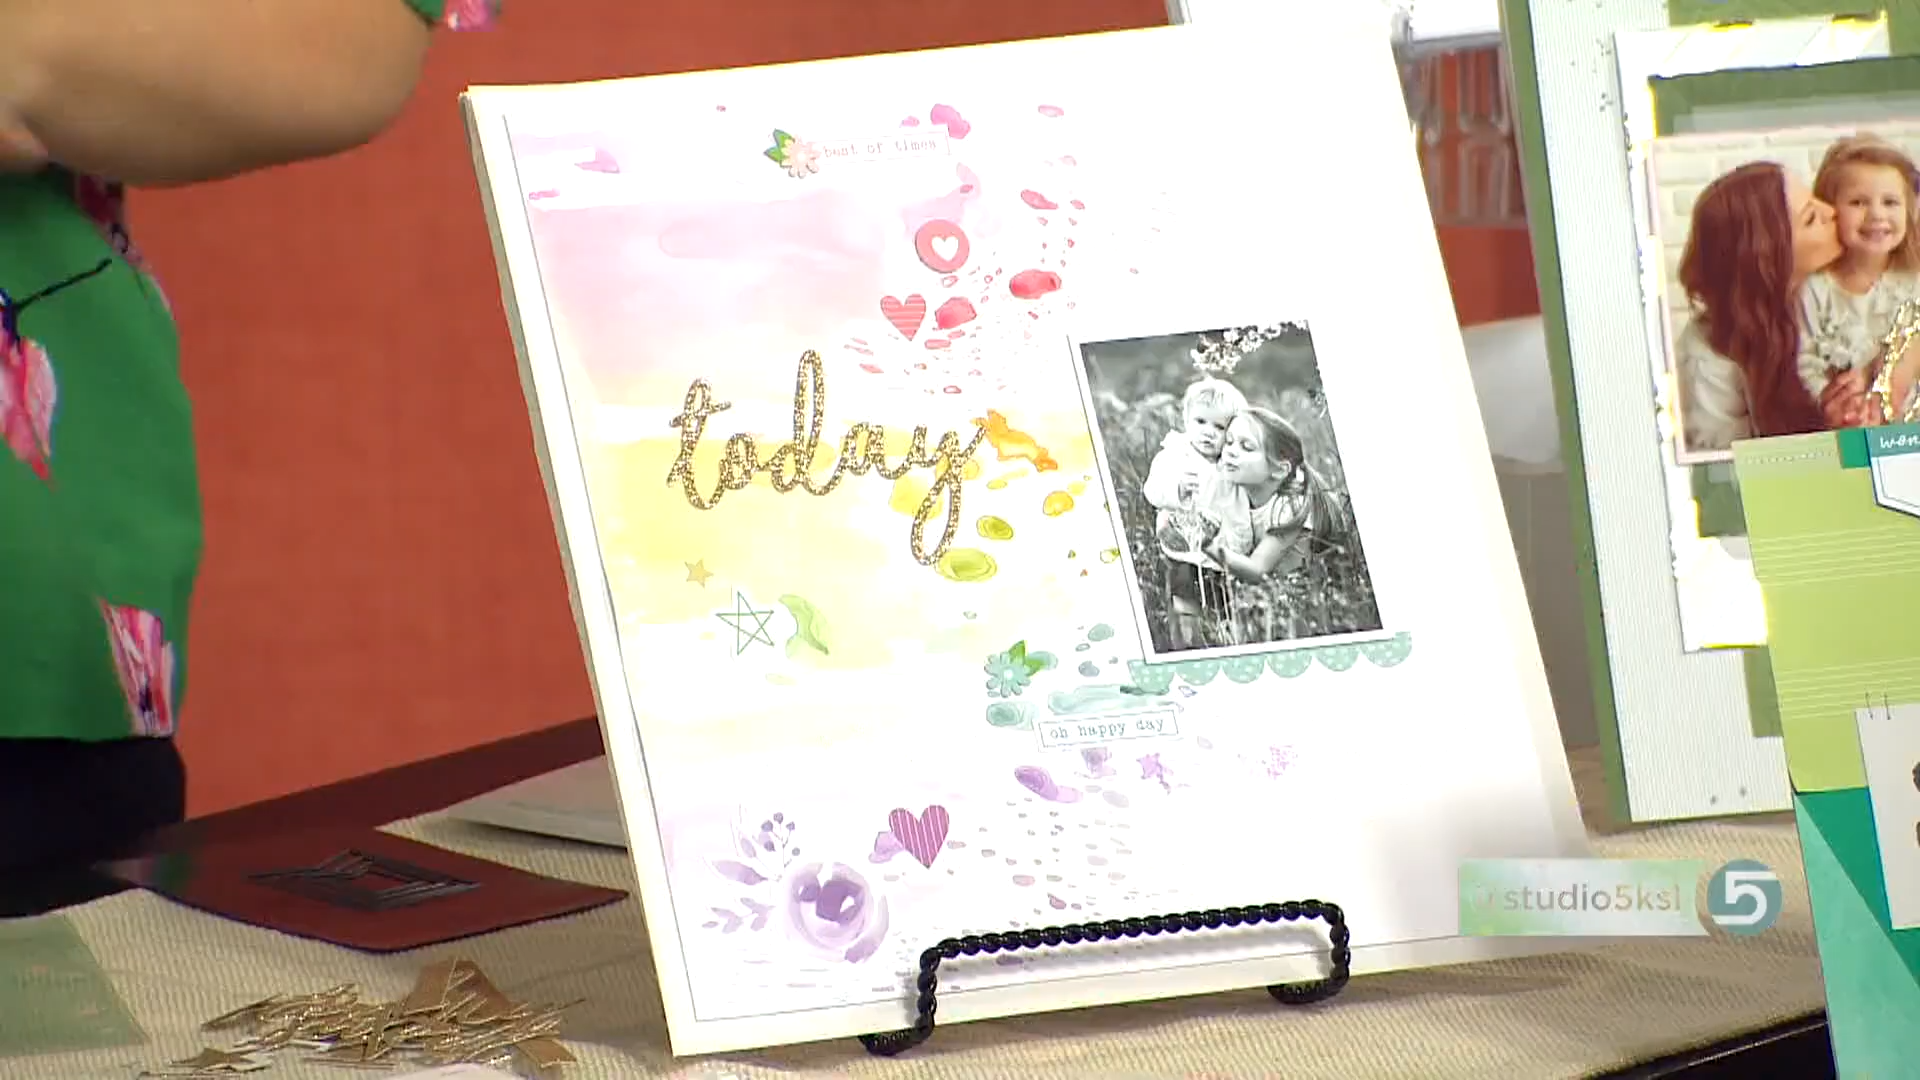 best of times
today
oh happy day
studio5ksl
5